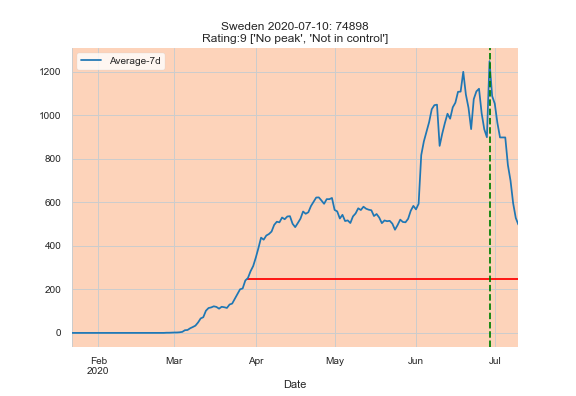 Sweden 2020-07-10: 74898
Rating:9 ['No peak', 'Not in control']
Average-7d
1200
1000
800
600
400
200
0
Feb Mar Apr May Jun Jul
2020
Date